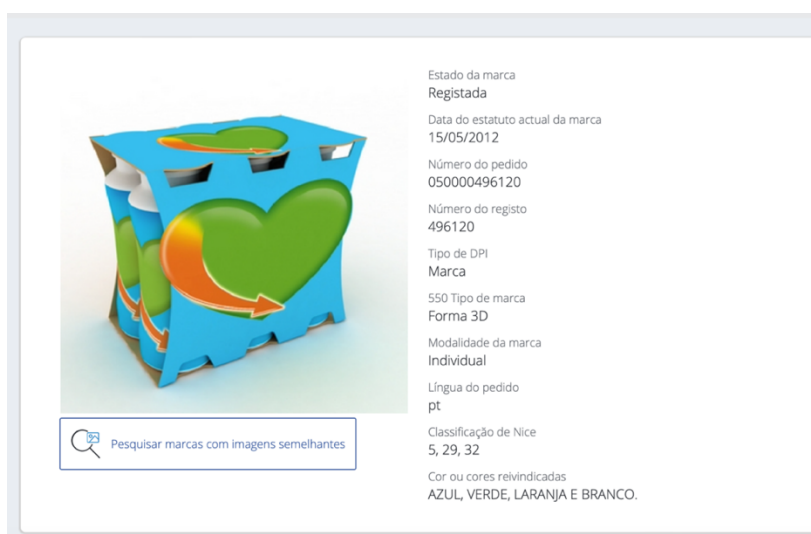 Estado da marca
Registada
Data do estatuto actual da marca
15/05/2012
Número do pedido
050000496120
Número do registo
496120
Tipo de DPI
Marca
550 Tipo de marca
Forma 3D
Modalidade da marca
Individual
Língua do pedido
pt
Classificação de Nice
5, 29, 32
Cor ou cores reivindicadas
AZUL, VERDE, LARANJA E BRANCO.
Pesquisar marcas com imagens semelhantes